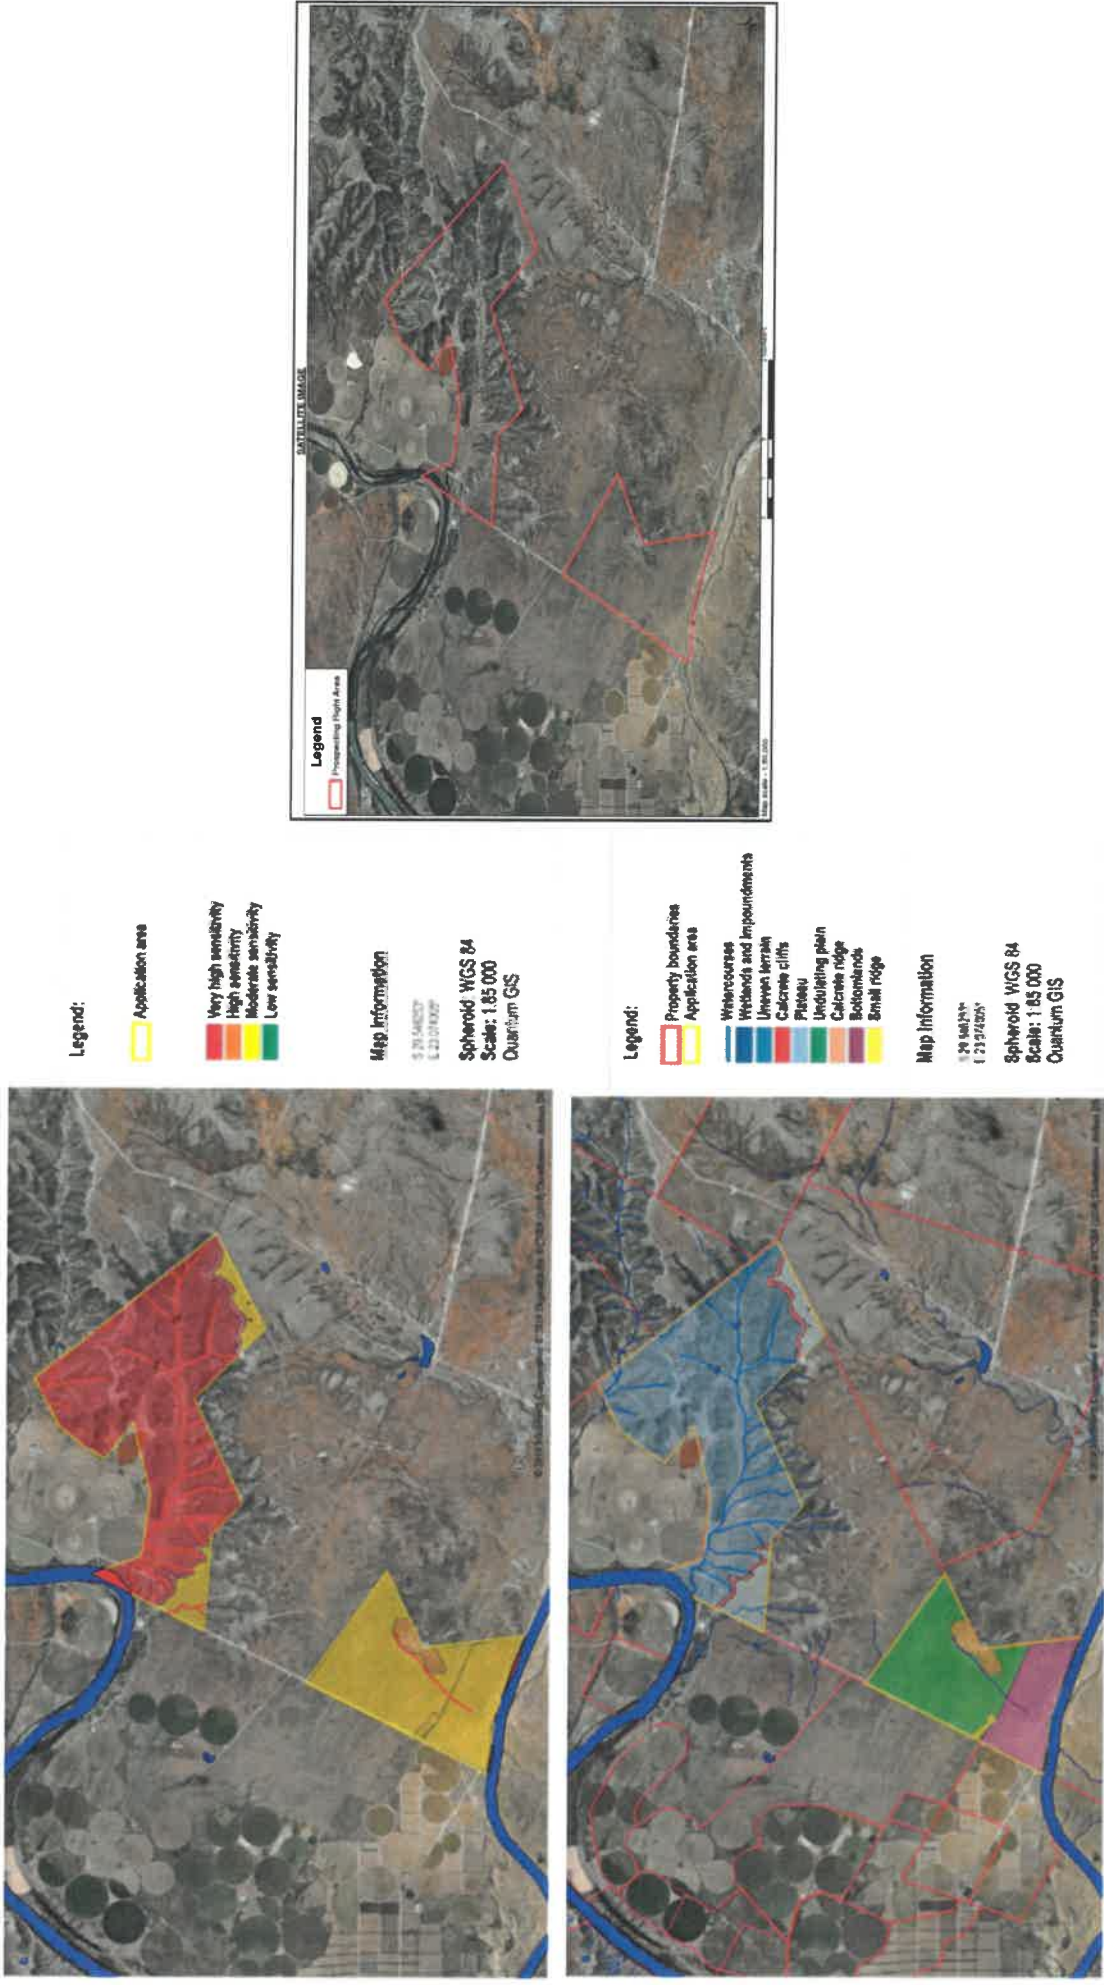 SATELLITE IMAGE
Legend
Prospecting Right Area
Legend:
Application area
Very high sensitivity
High sensitivity
Moderate sensitivity
Low sensitivity
Map Information
Spheroid: WGS 84
Scale: 1:85 000
Quantum GIS
Legend:
Property boundaries
Application area
Watercourses
Wetlands and Impoundments
Uneven terrain
Calcrete cliffs
Plateau
Undulating plain
Calcrete ridge
Bottomlands
Small ridge
Map Information
Spheroid WGS 84
Scale: 1:85 000
Quantum GIS